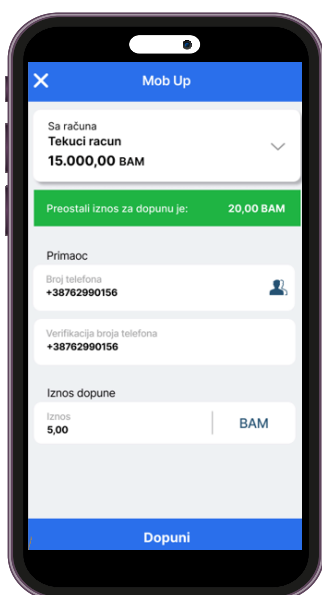 Mob Up
Sa računa
Tekuci racun
15.000,00 BAM
Preostali iznos za dopunu je: 20,00 BAM
Primaoc
Broj telefona
+38762990156
Verifikacija broja telefona
+38762990156
Iznos dopune
Iznos
5,00 BAM
Dopuni